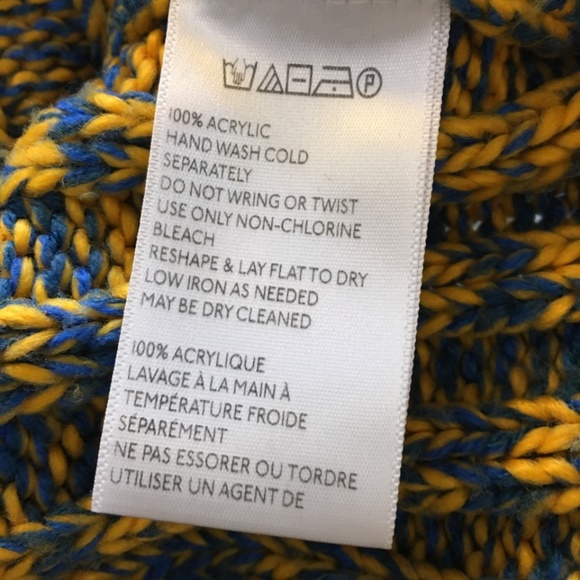 P
100% ACRYLIC
HAND WASH COLD
SEPARATELY
DO NOT WRING OR TWIST
USE ONLY NON-CHLORINE
BLEACH
RESHAPE & LAY FLAT TO DRY
LOW IRON AS NEEDED
MAY BE DRY CLEANED
100% ACRYLIQUE
LAVAGE À LA MAIN À
TEMPÉRATURE FROIDE
SÉPARÉMENT
NE PAS ESSORER OU TORDRE
UTILISER UN AGENT DE